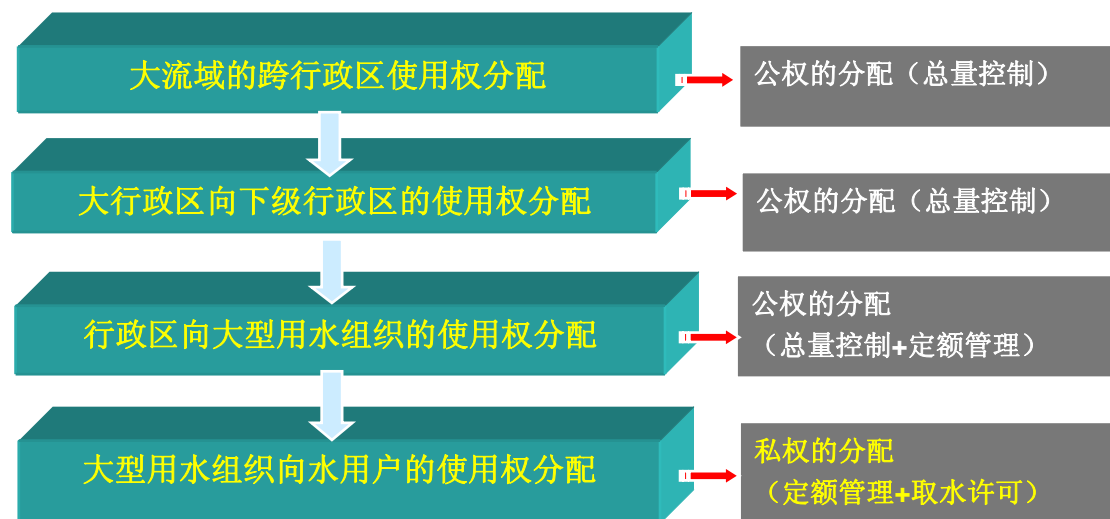 大流域的跨行政区使用权分配
公权的分配（总量控制）
大行政区向下级行政区的使用权分配
公权的分配（总量控制）
行政区向大型用水组织的使用权分配
公权的分配
（总量控制+定额管理）
大型用水组织向水用户的使用权分配
私权的分配
（定额管理+取水许可）